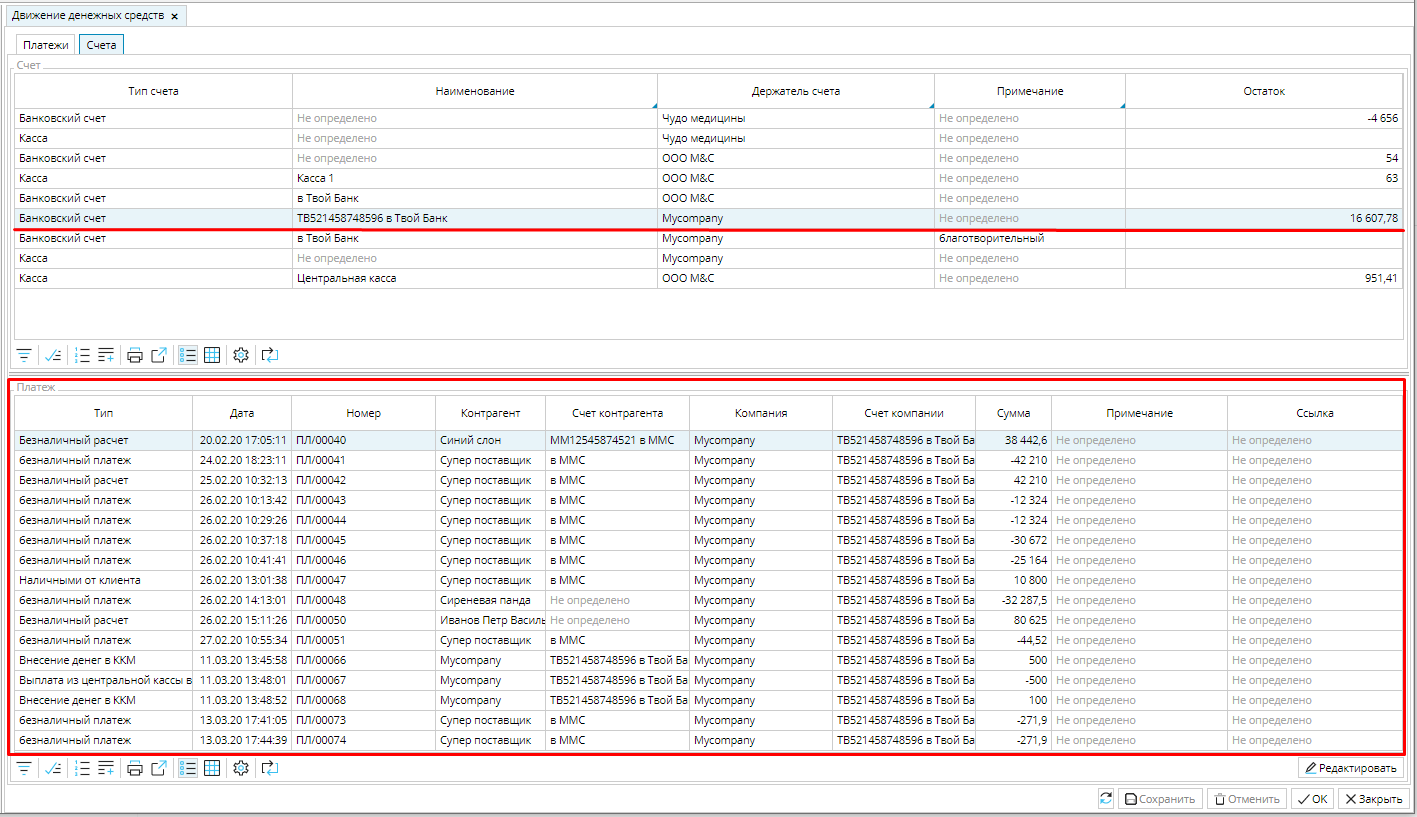 Движение денежных средств ×
Платежи Счета
Счет
Тип счета Наименование Держатель счета Примечание Остаток
Банковский счет Не определено Чудо медицины Не определено -4 656
Касса Не определено Чудо медицины Не определено
Банковский счет Не определено ООО М&С Не определено 54
Касса Касса 1 ООО М&С Не определено 63
Банковский счет в Твой Банк ООО М&С Не определено
Банковский счет ТВ521458748596 в Твой Банк Mycompany Не определено 16 607,78
Банковский счет в Твой Банк Mycompany благотворительный
Касса Не определено Mycompany Не определено
Касса Центральная касса ООО М&С Не определено 951,41
Платеж
Тип Дата Номер Контрагент Счет контрагента Компания Счет компании Сумма Примечание Ссылка
Безналичный расчет 20.02.20 17:05:11 ПЛ/00040 Синий слон ММ12545874521 в ММС Mycompany ТВ521458748596 в Твой Ба 38 442,6 Не определено Не определено
безналичный платеж 24.02.20 18:23:11 ПЛ/00041 Супер поставщик в ММС Mycompany ТВ521458748596 в Твой Ба -42 210 Не определено Не определено
Безналичный расчет 25.02.20 10:32:13 ПЛ/00042 Супер поставщик в ММС Mycompany ТВ521458748596 в Твой Ба 42 210 Не определено Не определено
безналичный платеж 26.02.20 10:13:42 ПЛ/00043 Супер поставщик в ММС Mycompany ТВ521458748596 в Твой Ба -12 324 Не определено Не определено
безналичный платеж 26.02.20 10:29:26 ПЛ/00044 Супер поставщик в ММС Mycompany ТВ521458748596 в Твой Ба -12 324 Не определено Не определено
безналичный платеж 26.02.20 10:37:18 ПЛ/00045 Супер поставщик в ММС Mycompany ТВ521458748596 в Твой Ба -30 672 Не определено Не определено
безналичный платеж 26.02.20 10:41:41 ПЛ/00046 Супер поставщик в ММС Mycompany ТВ521458748596 в Твой Ба -25 164 Не определено Не определено
Наличными от клиента 26.02.20 13:01:38 ПЛ/00047 Супер поставщик в ММС Mycompany ТВ521458748596 в Твой Ба 10 800 Не определено Не определено
безналичный платеж 26.02.20 14:13:01 ПЛ/00048 Сиреневая панда Не определено Mycompany ТВ521458748596 в Твой Ба -32 287,5 Не определено Не определено
Безналичный расчет 26.02.20 15:11:26 ПЛ/00050 Иванов Петр Василь Не определено Mycompany ТВ521458748596 в Твой Ба 80 625 Не определено Не определено
безналичный платеж 27.02.20 10:55:34 ПЛ/00051 Супер поставщик в ММС Mycompany ТВ521458748596 в Твой Ба -44,52 Не определено Не определено
Внесение денег в ККМ 11.03.20 13:45:58 ПЛ/00066 Mycompany ТВ521458748596 в Твой Ба Mycompany ТВ521458748596 в Твой Ба 500 Не определено Не определено
Выплата из центральной кассы в 11.03.20 13:48:01 ПЛ/00067 Mycompany ТВ521458748596 в Твой Ба Mycompany ТВ521458748596 в Твой Ба -500 Не определено Не определено
Внесение денег в ККМ 11.03.20 13:48:52 ПЛ/00068 Mycompany ТВ521458748596 в Твой Ба Mycompany ТВ521458748596 в Твой Ба 100 Не определено Не определено
безналичный платеж 13.03.20 17:41:05 ПЛ/00073 Супер поставщик в ММС Mycompany ТВ521458748596 в Твой Ба -271,9 Не определено Не определено
безналичный платеж 13.03.20 17:44:39 ПЛ/00074 Супер поставщик в ММС Mycompany ТВ521458748596 в Твой Ба -271,9 Не определено Не определено
Редактировать
Сохранить Отменить OK Закрыть